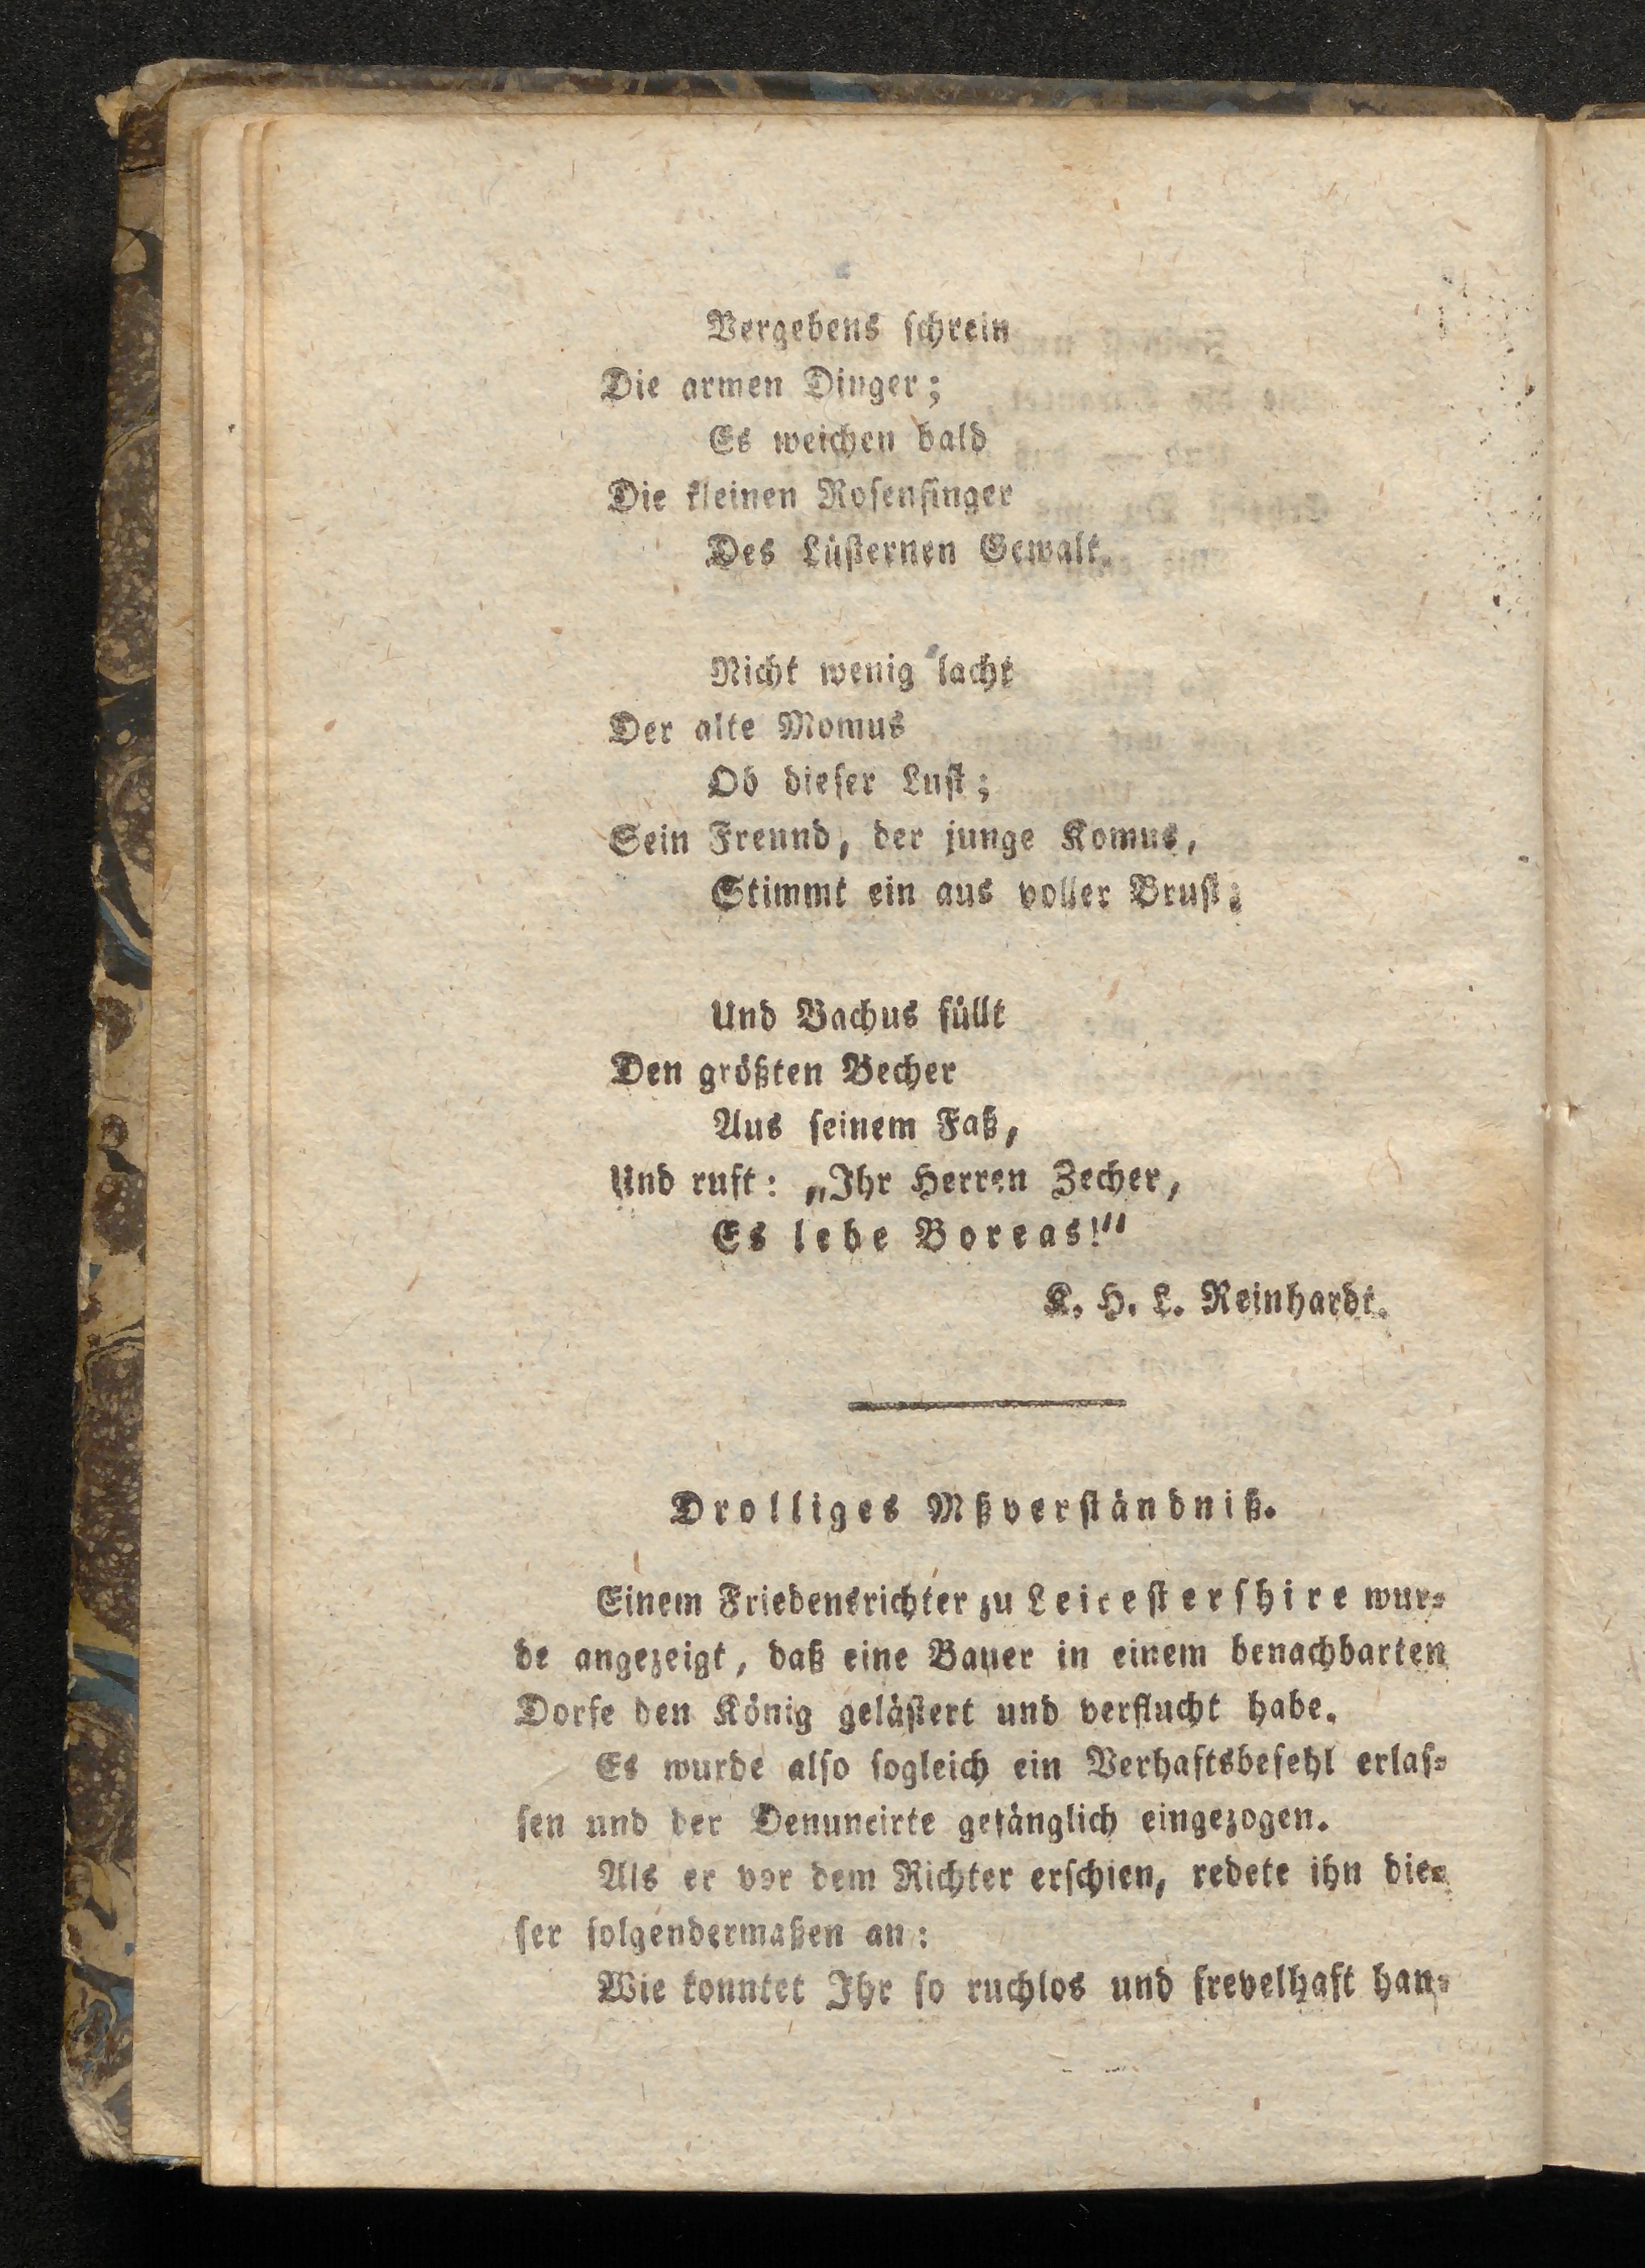 Vergebens schrein
Die armen Dinger;
Es weichen bald
Die kleinen Rosenfinger
Des Lüsternen Gewalt.
Nicht wenig lacht
Der alte Momus
Ob dieser Lust;
Sein Freund, der junge Komus,
Stimmt ein aus voller Brust;
Und Bachus füllt
Den größten Becher
Aus seinem Faß,
Und ruft: „Ihr Herren Zecher,
Es lebe Boreas!“
K. H. L. Reinhardt.
Drolliges Mßverständniß.
Einem Friedensrichter zu Leicestershire wur-
de angezeigt, daß eine Bauer in einem benachbarten
Dorfe den König gelästert und verflucht habe.
Es wurde also sogleich ein Verhaftsbefehl erlas-
sen und der Denuncirte gefänglich eingezogen.
Als er vor dem Richter erschien, redete ihn die-
ser folgendermaßen an:
Wie konntet Ihr so ruchlos und frevelhaft han-